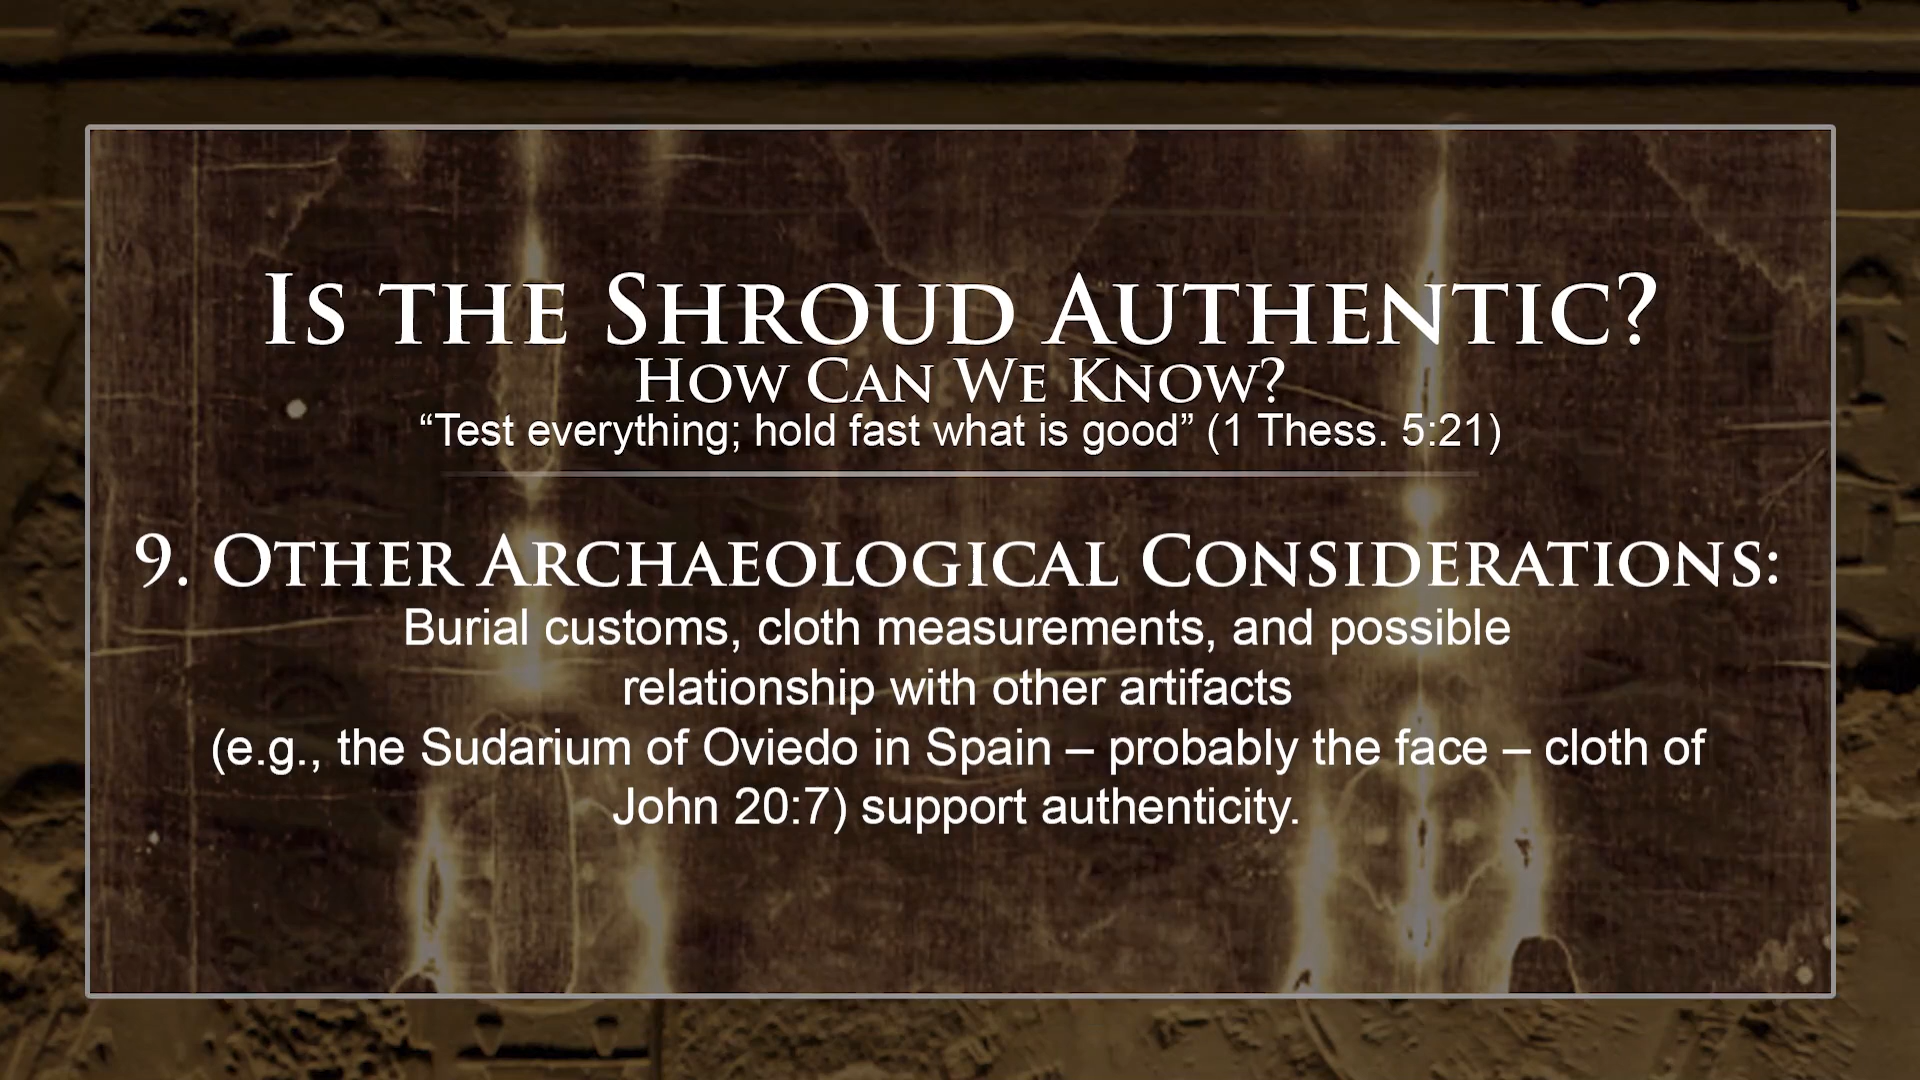 Is the Shroud Authentic?
How Can We Know?
“Test everything; hold fast what is good” (1 Thess. 5:21)
9. Other Archaeological Considerations:
Burial customs, cloth measurements, and possible
relationship with other artifacts
(e.g., the Sudarium of Oviedo in Spain – probably the face – cloth of
John 20:7) support authenticity.